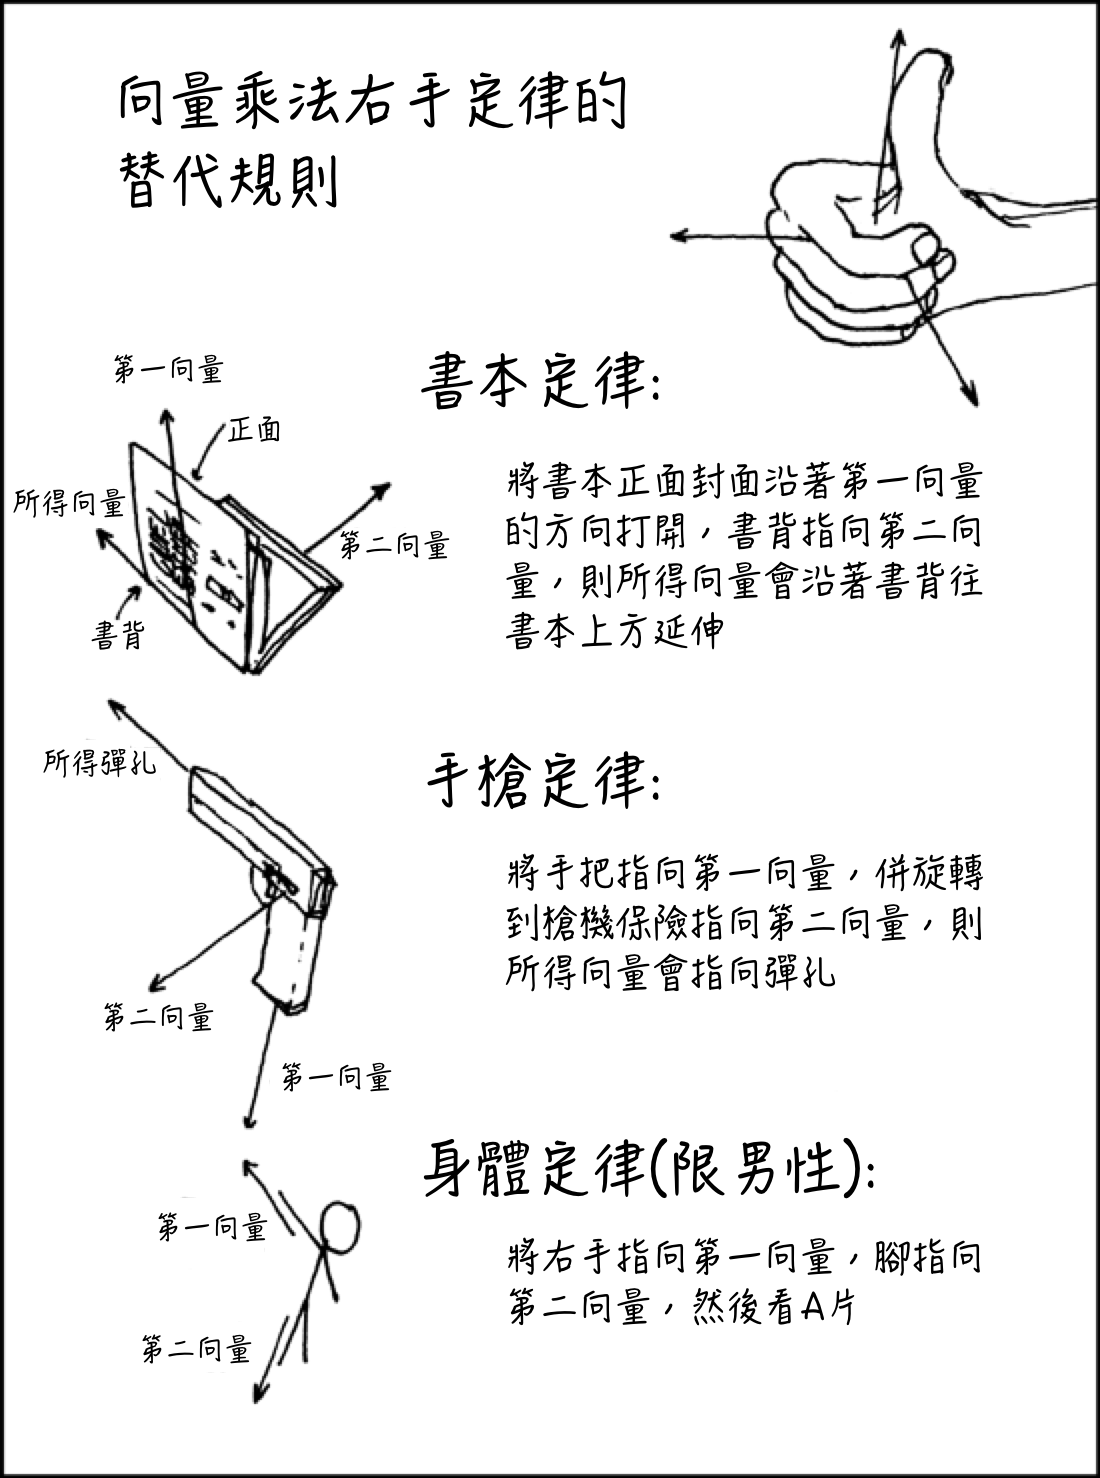 向量乘法右手定律的
替代規則
書本定律:
第一向量
正面
所得向量
第二向量
書背
將書本正面封面沿著第一向量
的方向打開，書背指向第二向
量，則所得向量會沿著書背往
書本上方延伸
手槍定律:
所得彈孔
第二向量
第一向量
將手把指向第一向量，併旋轉
到槍機保險指向第二向量，則
所得向量會指向彈孔
身體定律(限男性):
第一向量
第二向量
將右手指向第一向量，腳指向
第二向量，然後看A片